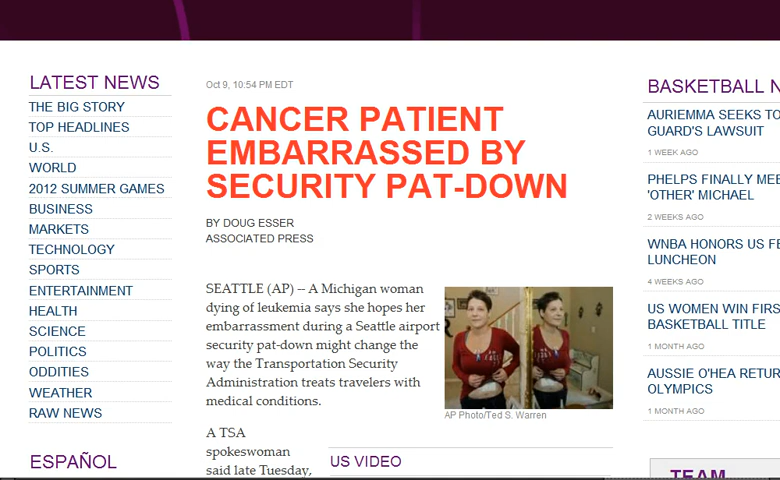 LATEST NEWS
THE BIG STORY
TOP HEADLINES
U.S.
WORLD
2012 SUMMER GAMES
BUSINESS
MARKETS
TECHNOLOGY
SPORTS
ENTERTAINMENT
HEALTH
SCIENCE
POLITICS
ODDITIES
WEATHER
RAW NEWS
ESPAÑOL
Oct 9, 10:54 PM EDT
CANCER PATIENT
EMBARRASSED BY
SECURITY PAT-DOWN
BY DOUG ESSER
ASSOCIATED PRESS
SEATTLE (AP) -- A Michigan woman
dying of leukemia says she hopes her
embarrassment during a Seattle airport
security pat-down might change the
way the Transportation Security
Administration treats travelers with
medical conditions.
AP Photo/Ted S. Warren
A TSA
spokeswoman
said late Tuesday,
US VIDEO
BASKETBALL N
AURIEMMA SEEKS TO
GUARD'S LAWSUIT
1 WEEK AGO
PHELPS FINALLY MEE
'OTHER' MICHAEL
2 WEEKS AGO
WNBA HONORS US FE
LUNCHEON
4 WEEKS AGO
US WOMEN WIN FIRS
BASKETBALL TITLE
1 MONTH AGO
AUSSIE O'HEA RETUR
OLYMPICS
1 MONTH AGO
TEAM